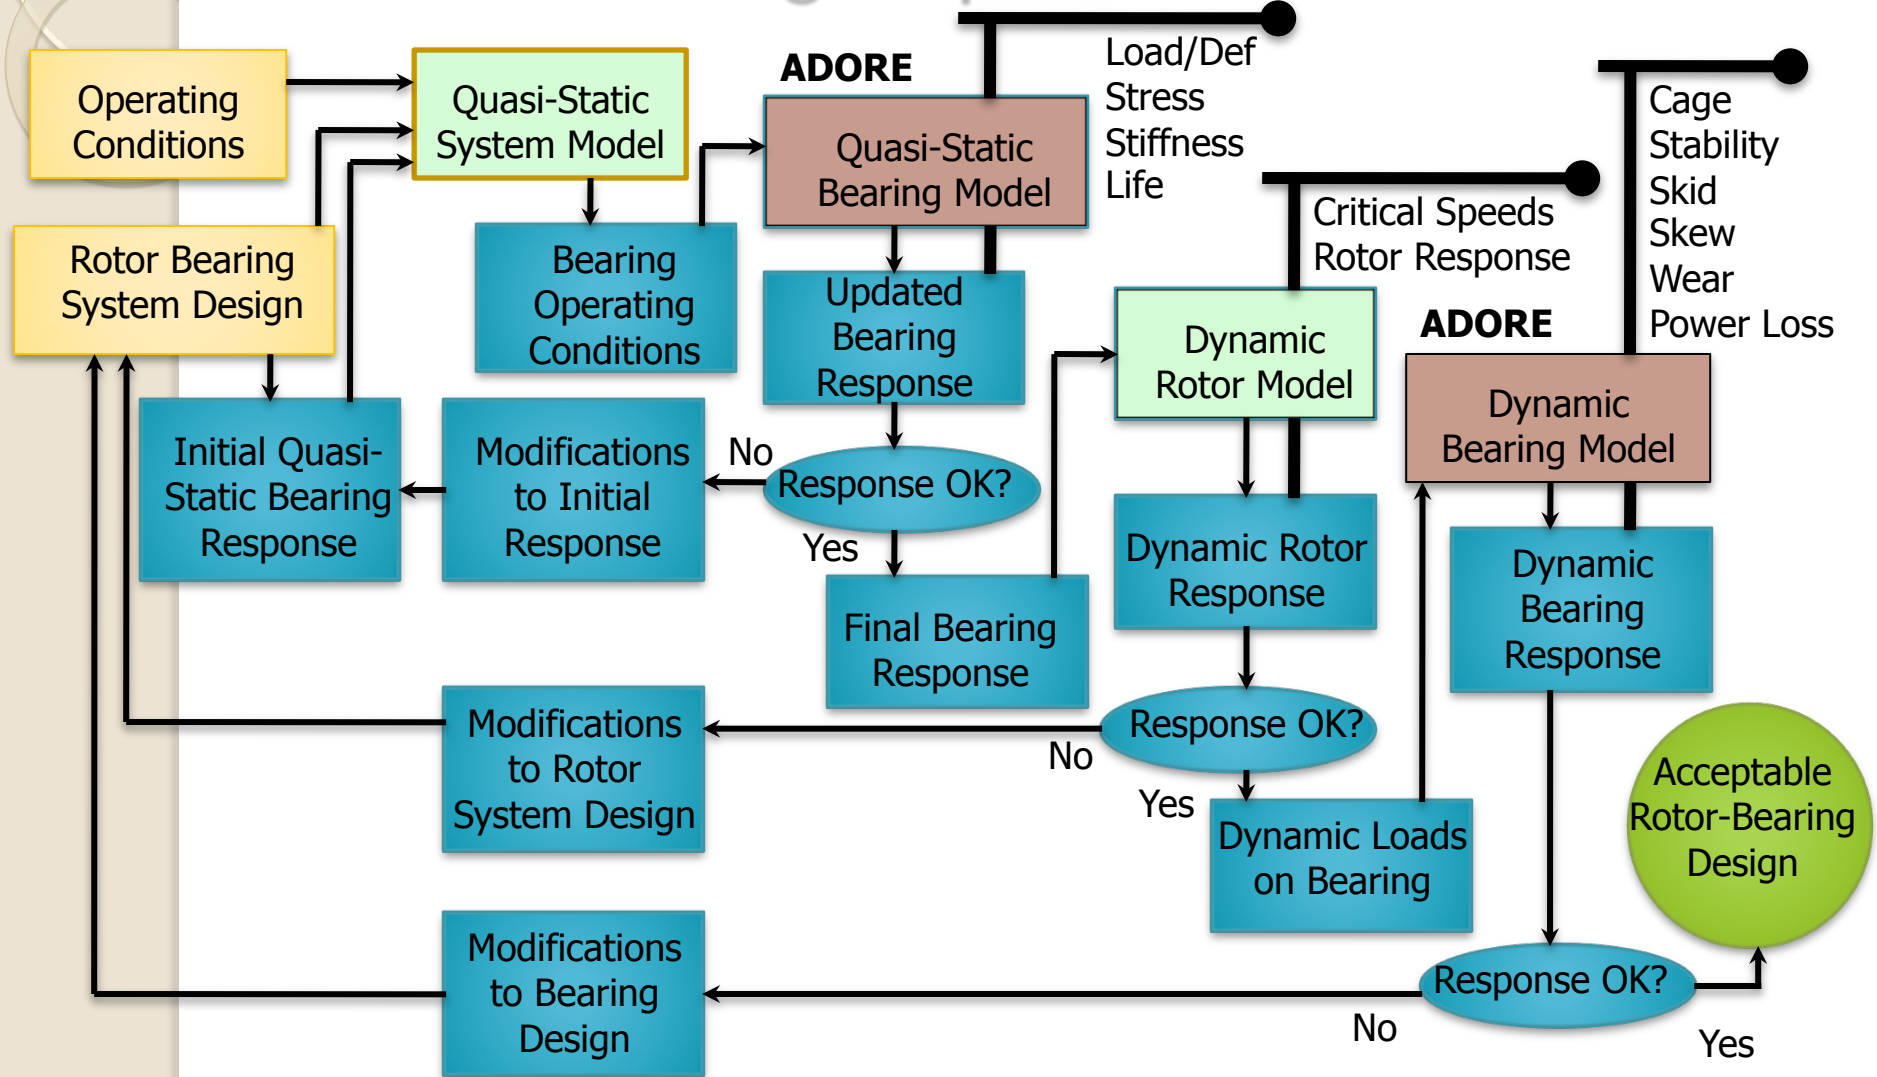 ADORE
Load/Def
Stress
Stiffness
Life
Operating
Conditions
Quasi-Static
System Model
Quasi-Static
Bearing Model
Cage
Stability
Skid
Skew
Wear
Power Loss
Critical Speeds
Rotor Response
Rotor Bearing
System Design
Bearing
Operating
Conditions
Updated
Bearing
Response
Dynamic
Rotor Model
ADORE
Dynamic
Bearing Model
Initial Quasi-
Static Bearing
Response
Modifications
to Initial
Response
No
Response OK?
Yes
Dynamic Rotor
Response
Dynamic
Bearing
Response
Final Bearing
Response
Modifications
to Rotor
System Design
No
Response OK?
Yes
Dynamic Loads
on Bearing
Acceptable
Rotor-Bearing
Design
Modifications
to Bearing
Design
No
Response OK?
Yes